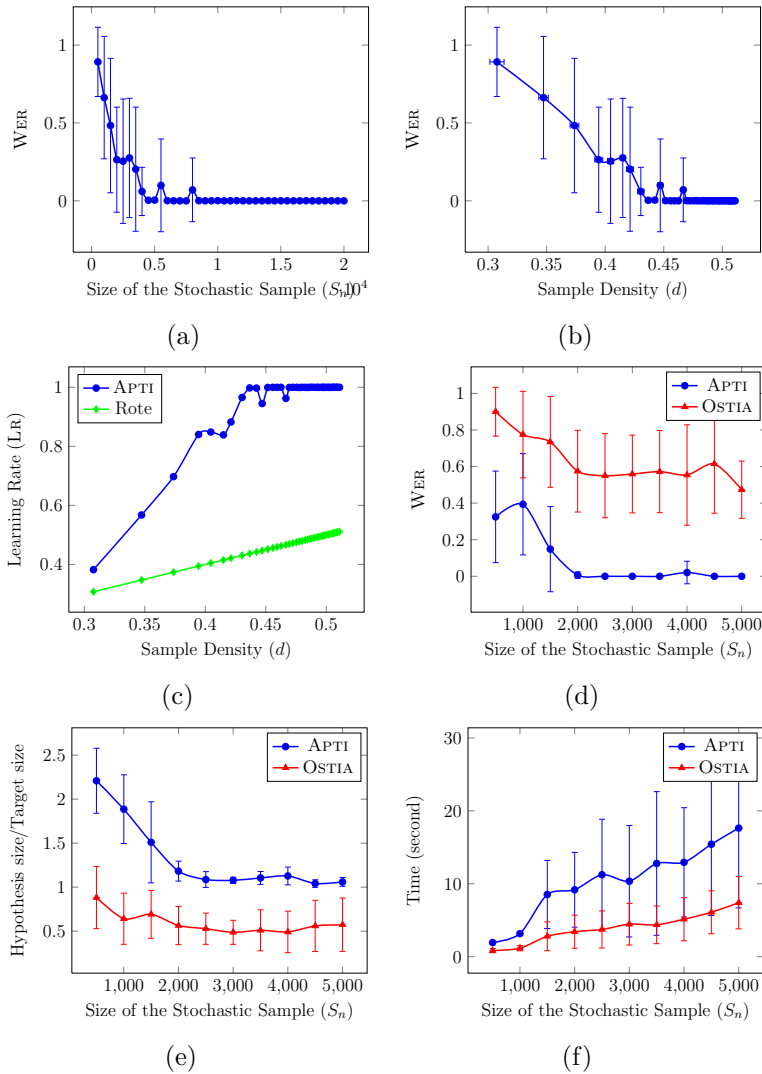 1
0.5
0
WER
0
0.5
1
1.5
2
Size of the Stochastic Sample (Sn)
·10^4
(a)
1
0.5
0
WER
0.3
0.35
0.4
0.45
0.5
Sample Density (d)
(b)
APTI
Rote
1
0.8
0.6
0.4
Learning Rate (LR)
0.3
0.35
0.4
0.45
0.5
Sample Density (d)
(c)
APTI
OSTIA
1
0.8
0.6
0.4
0.2
0
WER
1,000
2,000
3,000
4,000
5,000
Size of the Stochastic Sample (Sn)
(d)
APTI
OSTIA
2.5
2
1.5
1
0.5
Hypothesis size/Target size
1,000
2,000
3,000
4,000
5,000
Size of the Stochastic Sample (Sn)
(e)
APTI
OSTIA
30
20
10
0
Time (second)
1,000
2,000
3,000
4,000
5,000
Size of the Stochastic Sample (Sn)
(f)